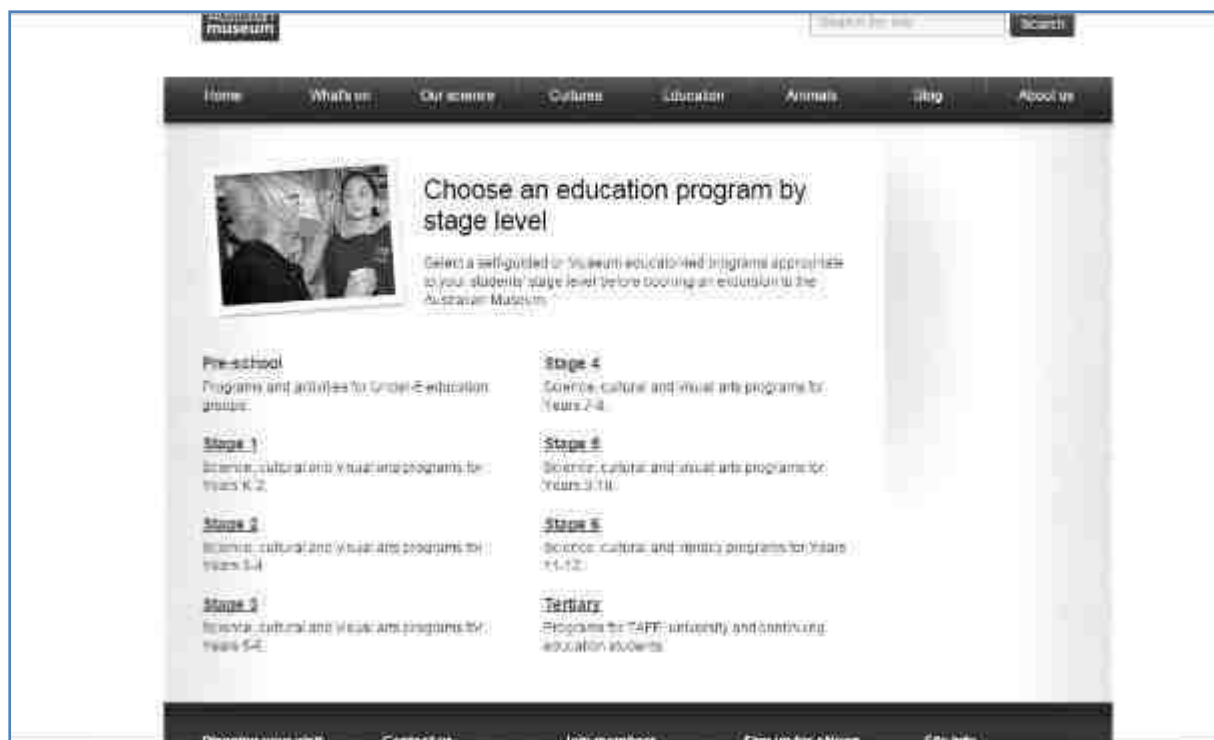 museum
Search
Home What's on Our science Cultures Education Animals Blog About us
Choose an education program by
stage level
Select a self-guided or Museum educator-led programs appropriate
to your students' stage level before booking an excursion to the
Australian Museum.
Pre-school
Programs and activities for Under-5 education
groups.
Stage 1
Science, cultural and visual arts programs for
Years K-2.
Stage 2
Science, cultural and visual arts programs for
Years 3-4.
Stage 3
Science, cultural and visual arts programs for
Years 5-6.
Stage 4
Science, cultural and visual arts programs for
Years 7-8.
Stage 5
Science, cultural and visual arts programs for
Years 9-10.
Stage 6
Science, cultural and literacy programs for Years
11-12.
Tertiary
Programs for TAFE, university and continuing
education students.